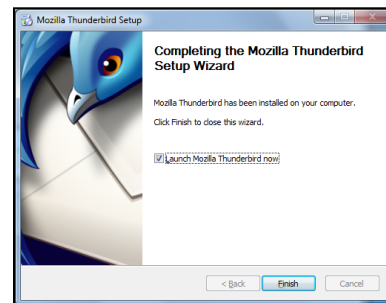 Mozilla Thunderbird Setup
Completing the Mozilla Thunderbird
Setup Wizard
Mozilla Thunderbird has been installed on your computer.
Click Finish to close this wizard.
Launch Mozilla Thunderbird now
< Back
Finish
Cancel